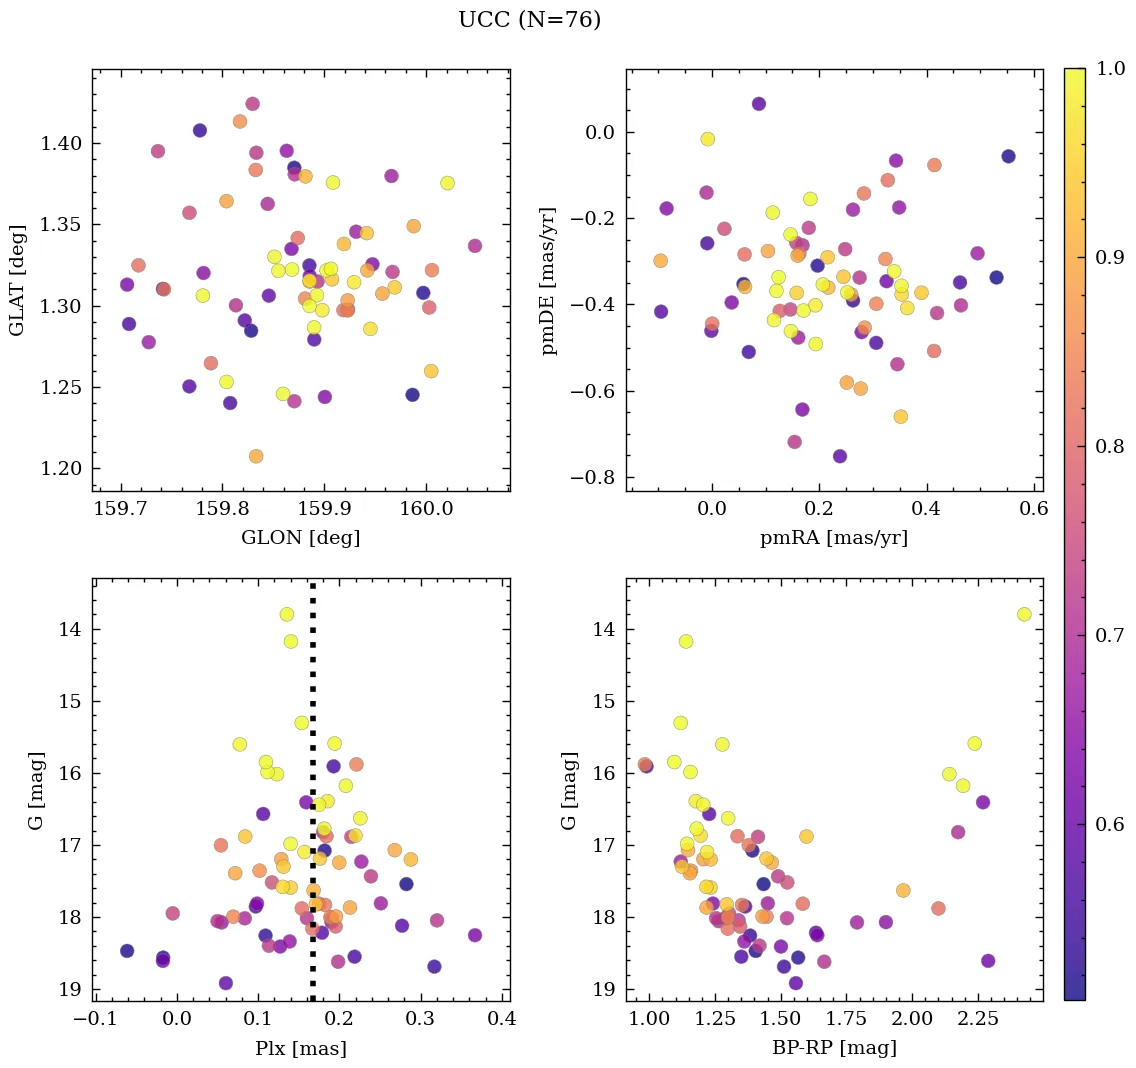 UCC (N=76)
1.40
1.35
1.30
1.25
1.20
GLAT [deg]
159.7 159.8 159.9 160.0
GLON [deg]
0.0
−0.2
−0.4
−0.6
−0.8
pmDE [mas/yr]
0.0 0.2 0.4 0.6
pmRA [mas/yr]
1.0
0.9
0.8
0.7
0.6
14
15
16
17
18
19
G [mag]
−0.1 0.0 0.1 0.2 0.3 0.4
Plx [mas]
14
15
16
17
18
19
G [mag]
1.00 1.25 1.50 1.75 2.00 2.25
BP-RP [mag]